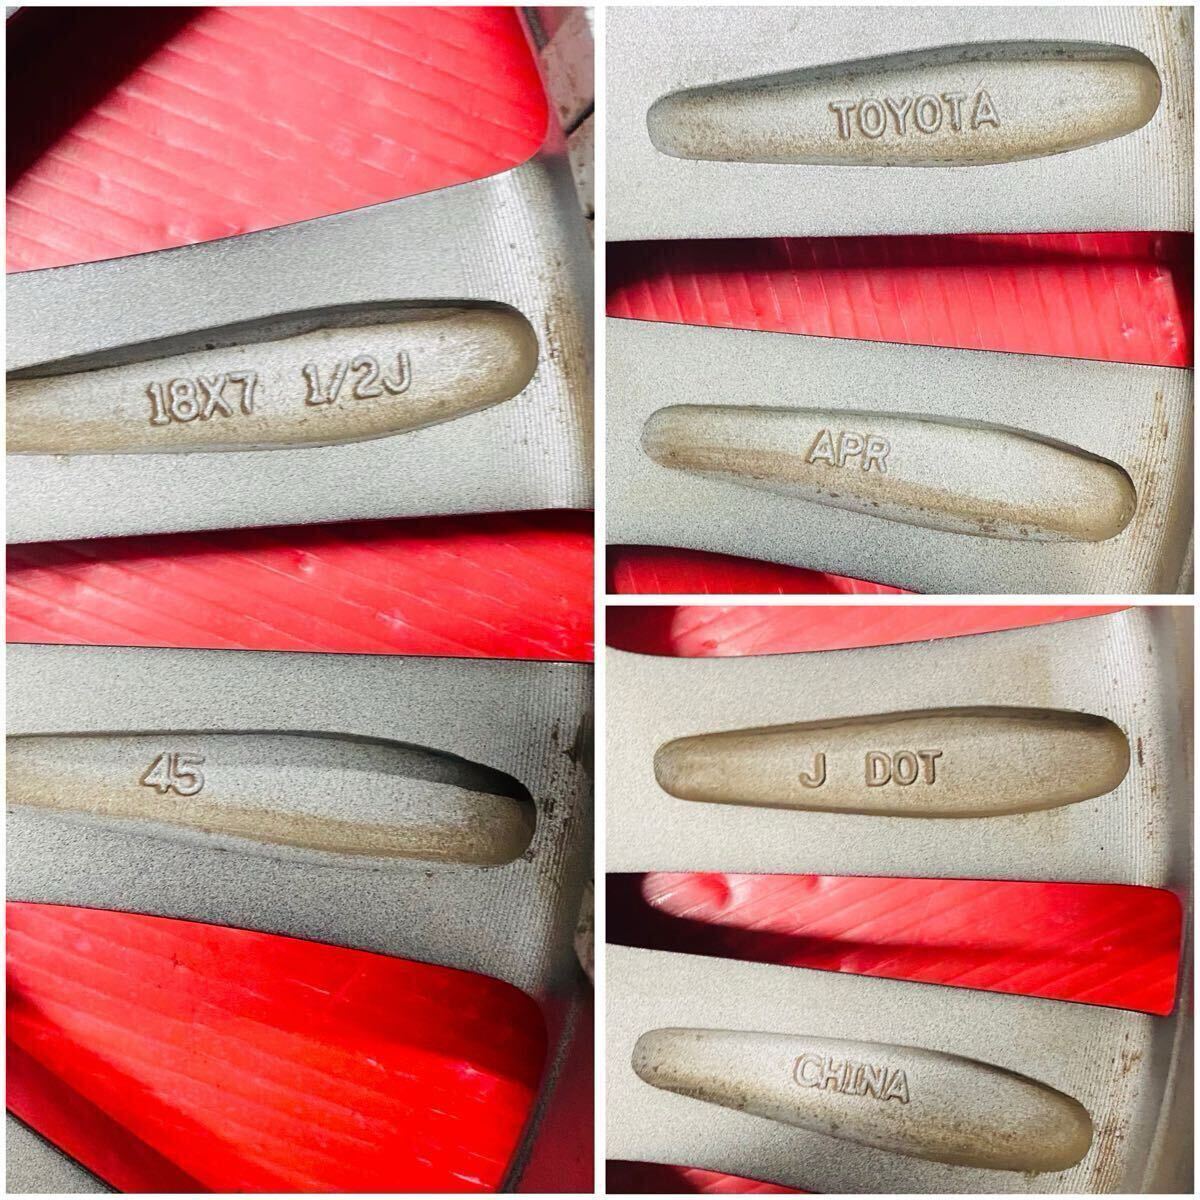 18X7 1/2J
45
TOYOTA
APR
J DOT
CHINA